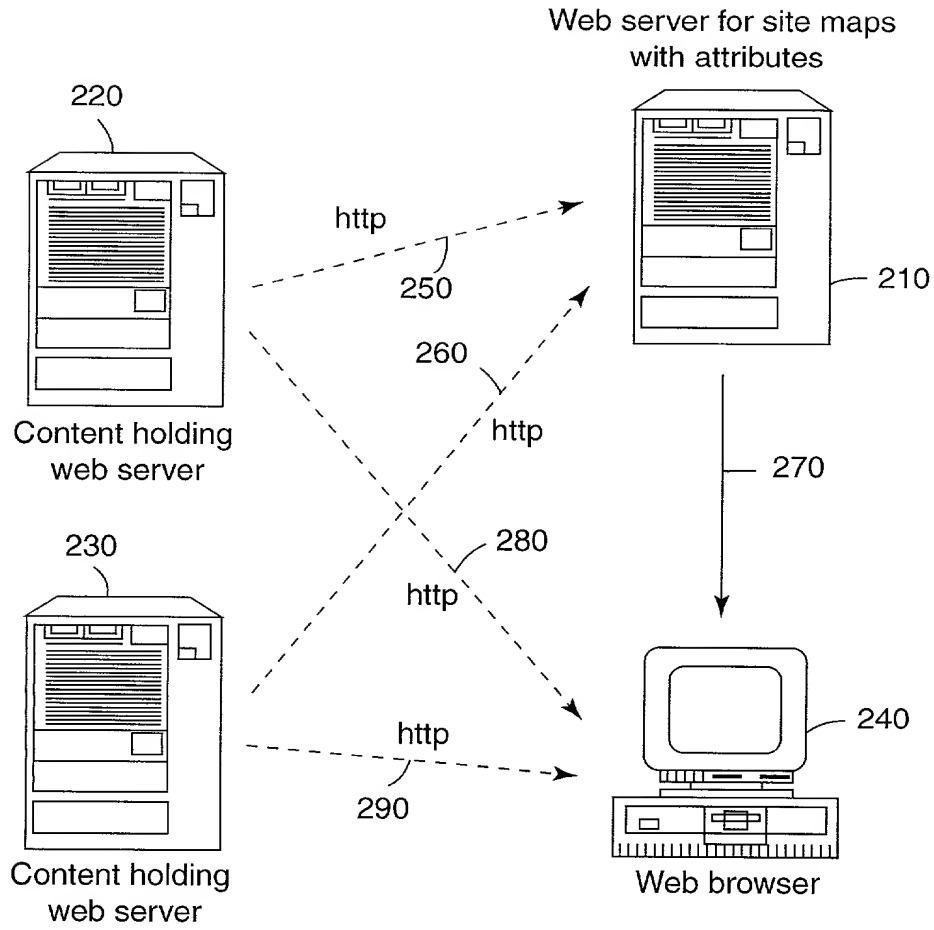 Web server for site maps
with attributes
220
http
250
210
260
http
Content holding
web server
270
230
280
http
240
http
290
Content holding
web server
Web browser